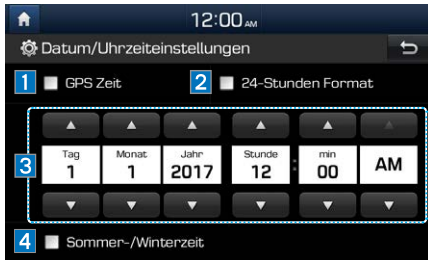 12:00 AM
Datum/Uhrzeiteinstellungen
1 GPS Zeit 2 24-Stunden Format
3
Tag Monat Jahr Stunde min
1 1 2017 12 : 00 AM
4 Sommer-/Winterzeit